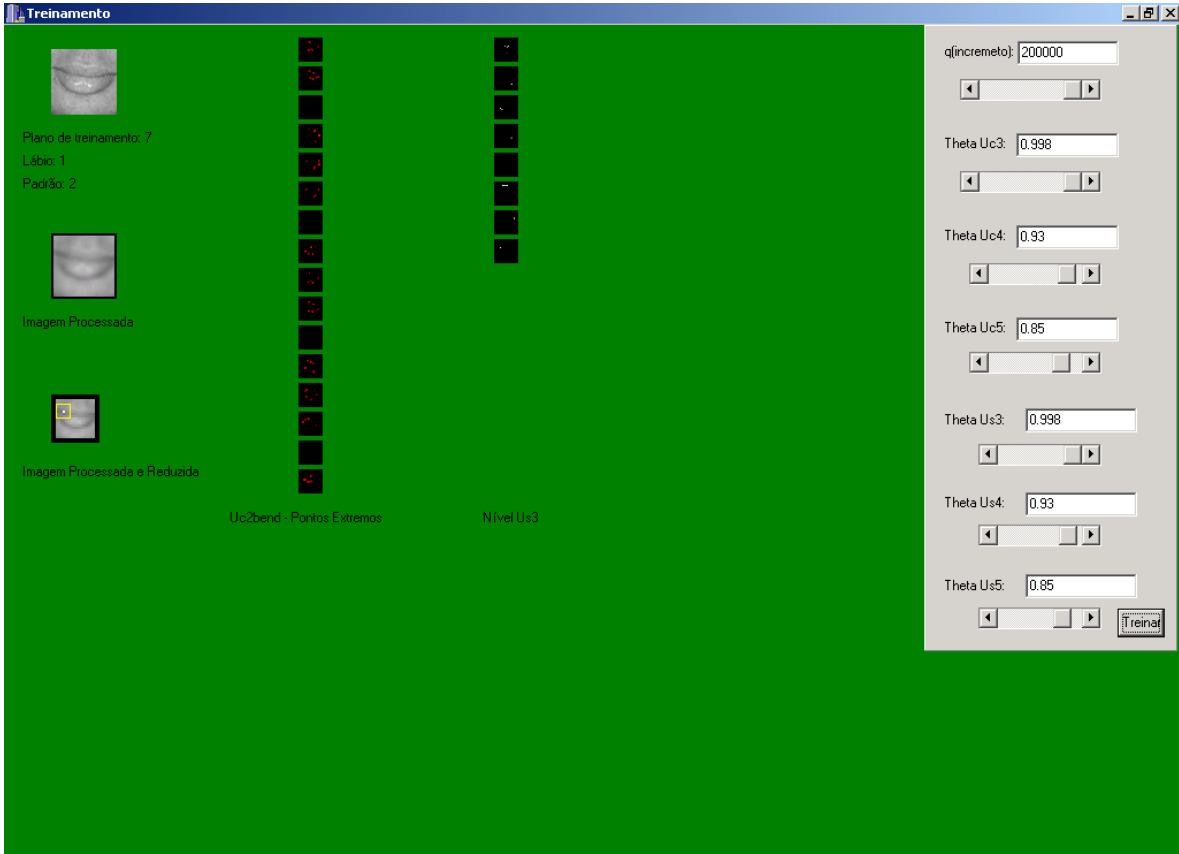 Treinamento
Plano de treinamento: 7
Lábio: 1
Padrão: 2
Imagem Processada
Imagem Processada e Reduzida
Uc2bend - Pontos Extremos
Nível Us3
q(incremeto): 200000
Theta Uc3: 0.998
Theta Uc4: 0.93
Theta Uc5: 0.85
Theta Us3: 0.998
Theta Us4: 0.93
Theta Us5: 0.85
Treinar